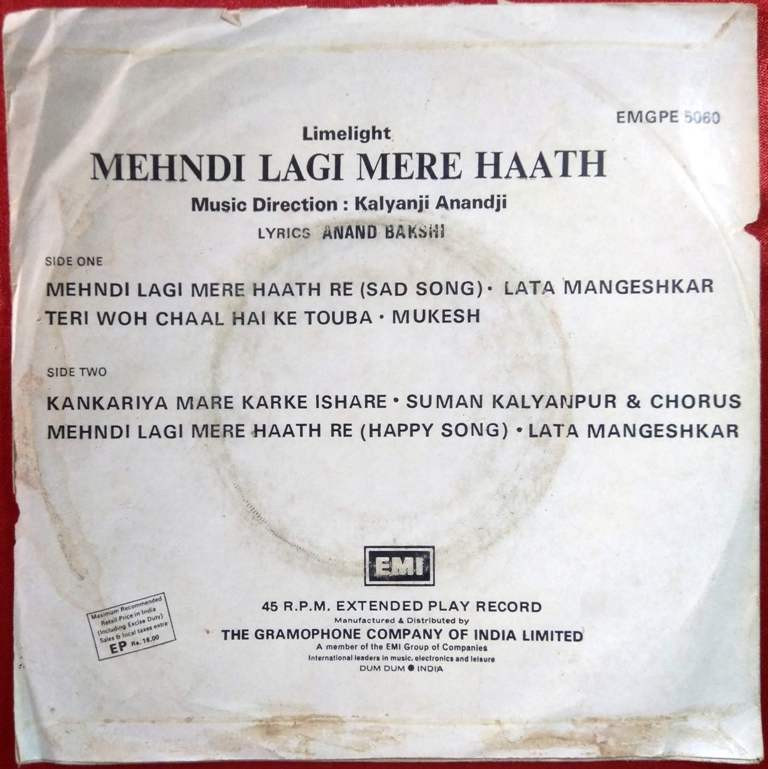 EMGPE 5060
Limelight
MEHNDI LAGI MERE HAATH
Music Direction : Kalyanji Anandji
LYRICS ANAND BAKSHI
SIDE ONE
MEHNDI LAGI MERE HAATH RE (SAD SONG) • LATA MANGESHKAR
TERI WOH CHAAL HAI KE TOUBA • MUKESH
SIDE TWO
KANKARIYA MARE KARKE ISHARE • SUMAN KALYANPUR & CHORUS
MEHNDI LAGI MERE HAATH RE (HAPPY SONG) • LATA MANGESHKAR
EMI
45 R.P.M. EXTENDED PLAY RECORD
Manufactured & Distributed by
THE GRAMOPHONE COMPANY OF INDIA LIMITED
A member of the EMI Group of Companies
International leaders in music, electronics and leisure
DUM DUM ● INDIA
Maximum Recommended
Retail Price in India
(including Excise Duty)
Sales & local taxes extra
EP Rs. 18.00